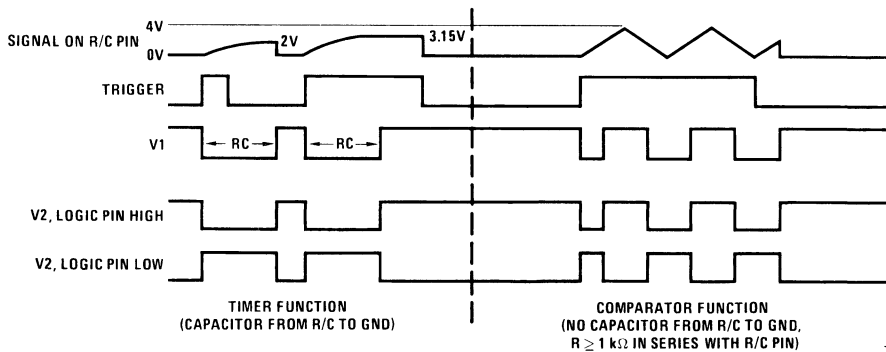 4V
SIGNAL ON R/C PIN
2V
3.15V
0V
TRIGGER
V1
RC
RC
V2, LOGIC PIN HIGH
V2, LOGIC PIN LOW
TIMER FUNCTION
(CAPACITOR FROM R/C TO GND)
COMPARATOR FUNCTION
(NO CAPACITOR FROM R/C TO GND,
R ≥ 1 kΩ IN SERIES WITH R/C PIN)